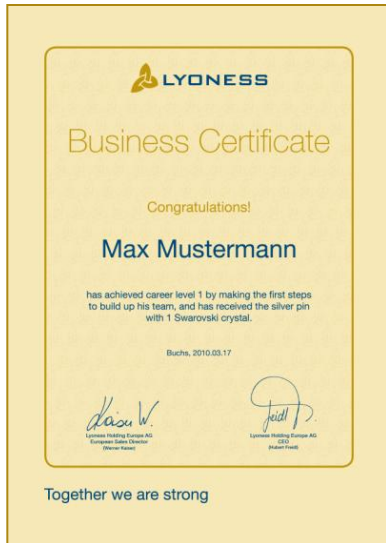 LYONESS
Business Certificate
Congratulations!
Max Mustermann
has achieved career level 1 by making the first steps
to build up his team, and has received the silver pin
with 1 Swarovski crystal.
Buchs, 2010.03.17
Kaiser W.
Lyoness Holding Europe AG
European Sales Director
(Werner Kaiser)
Freidl
Lyoness Holding Europe AG
CEO
(Hubert Freidl)
Together we are strong